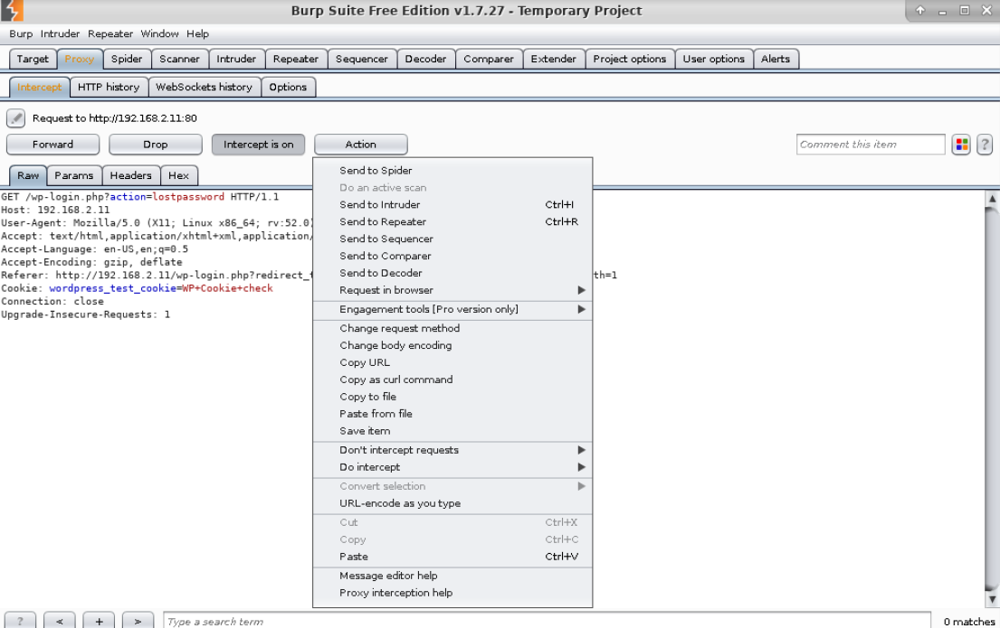 Burp Suite Free Edition v1.7.27 - Temporary Project
Burp Intruder Repeater Window Help
Target Proxy Spider Scanner Intruder Repeater Sequencer Decoder Comparer Extender Project options User options Alerts
Intercept HTTP history WebSockets history Options
Request to http://192.168.2.11:80
Forward Drop Intercept is on Action Comment this item ?
Raw Params Headers Hex
GET /wp-login.php?action=lostpassword HTTP/1.1
Host: 192.168.2.11
User-Agent: Mozilla/5.0 (X11; Linux x86_64; rv:52.0)
Accept: text/html,application/xhtml+xml,application/
Accept-Language: en-US,en;q=0.5
Accept-Encoding: gzip, deflate
Referer: http://192.168.2.11/wp-login.php?redirect_t th=1
Cookie: wordpress_test_cookie=WP+Cookie+check
Connection: close
Upgrade-Insecure-Requests: 1
Send to Spider
Do an active scan
Send to Intruder Ctrl+I
Send to Repeater Ctrl+R
Send to Sequencer
Send to Comparer
Send to Decoder
Request in browser
Engagement tools [Pro version only]
Change request method
Change body encoding
Copy URL
Copy as curl command
Copy to file
Paste from file
Save item
Don't intercept requests
Do intercept
Convert selection
URL-encode as you type
Cut Ctrl+X
Copy Ctrl+C
Paste Ctrl+V
Message editor help
Proxy interception help
? < + > Type a search term 0 matches